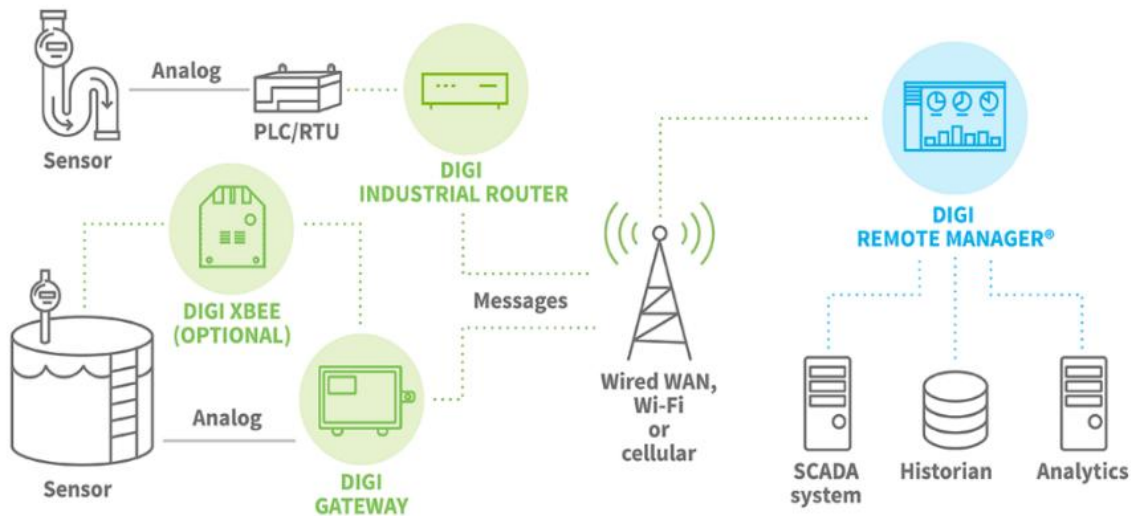 Analog
Sensor
PLC/RTU
DIGI
INDUSTRIAL ROUTER
DIGI XBEE
(OPTIONAL)
Sensor
Analog
DIGI
GATEWAY
Messages
Wired WAN,
Wi-Fi
or
cellular
DIGI
REMOTE MANAGER®
SCADA
system
Historian
Analytics